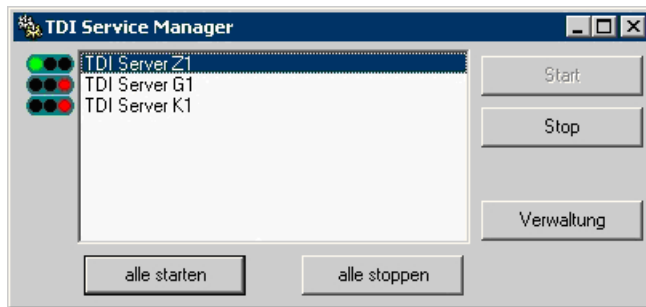 TDI Service Manager
TDI Server Z1
TDI Server G1
TDI Server K1
Start
Stop
Verwaltung
alle starten
alle stoppen